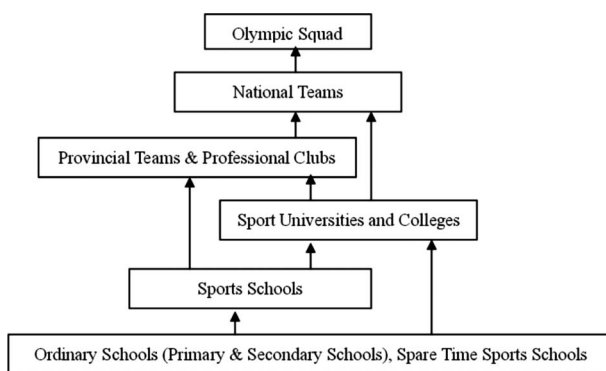 Olympic Squad
National Teams
Provincial Teams & Professional Clubs
Sport Universities and Colleges
Sports Schools
Ordinary Schools (Primary & Secondary Schools), Spare Time Sports Schools